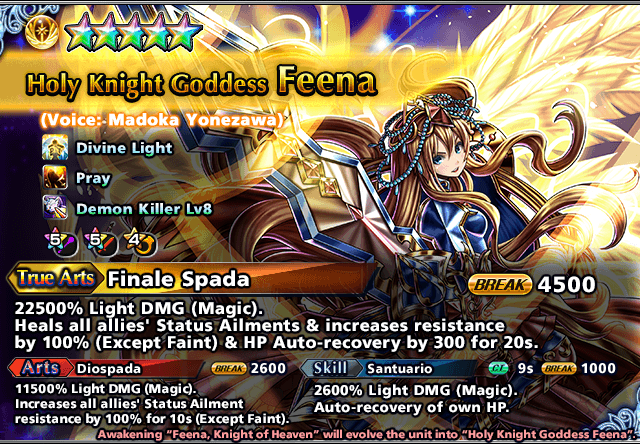 Holy Knight Goddess Feena
(Voice: Madoka Yonezawa)
Divine Light
Pray
Demon Killer Lv8
5 5 4
True Arts Finale Spada BREAK 4500
22500% Light DMG (Magic).
Heals all allies' Status Ailments & increases resistance
by 100% (Except Faint) & HP Auto-recovery by 300 for 20s.
Arts Diospada BREAK 2600
11500% Light DMG (Magic).
Increases all allies' Status Ailment
resistance by 100% for 10s (Except Faint).
Skill Santuario CT 9s BREAK 1000
2600% Light DMG (Magic).
Auto-recovery of own HP.
Awakening "Feena, Knight of Heaven" will evolve the unit into "Holy Knight Goddess Feena".